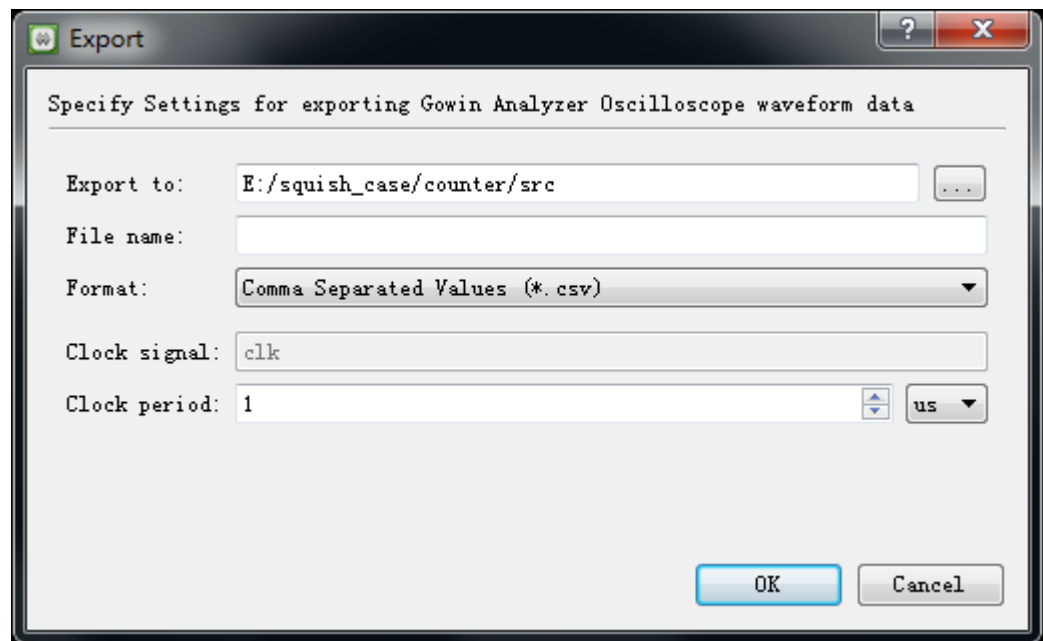 Export
Specify Settings for exporting Gowin Analyzer Oscilloscope waveform data
Export to: E:/squish_case/counter/src ...
File name:
Format: Comma Separated Values (*.csv)
Clock signal: clk
Clock period: 1 us
OK Cancel